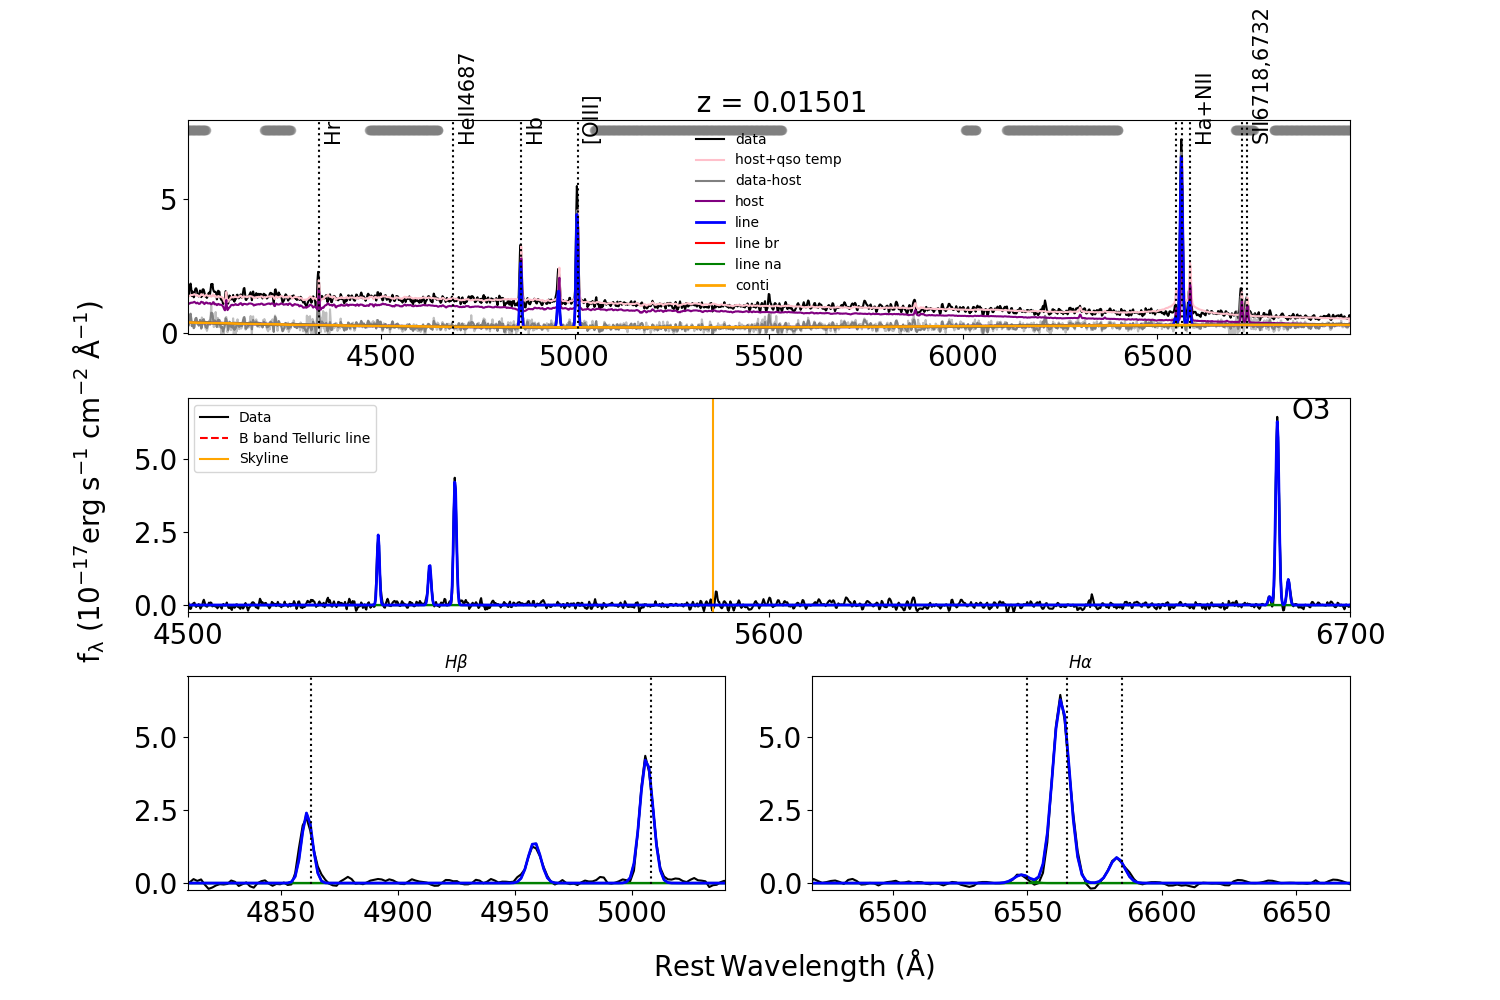 z = 0.01501
Hr
HeII4687
Hb
[OIII]
Ha+NII
SII6718,6732
data
host+qso temp
data-host
host
line
line br
line na
conti
5
0
4500
5000
5500
6000
6500
Data
B band Telluric line
Skyline
O3
5.0
2.5
0.0
4500
5600
6700
fλ (10−17erg s−1 cm−2 Å−1)
Hβ
5.0
2.5
0.0
4850
4900
4950
5000
Hα
5.0
2.5
0.0
6500
6550
6600
6650
Rest Wavelength (Å)